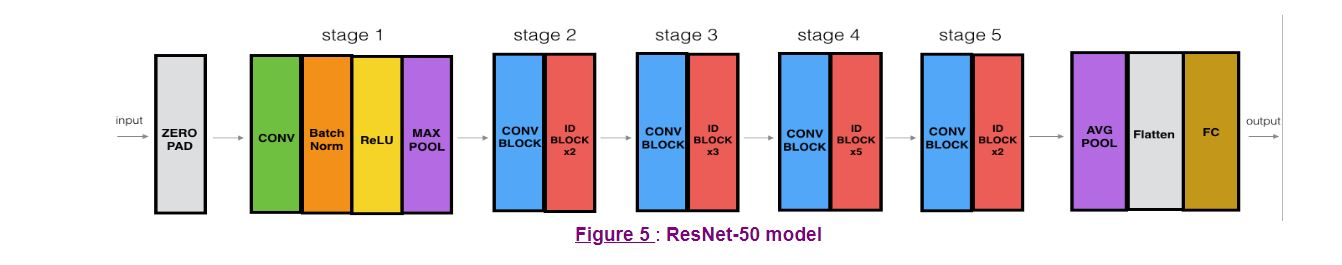 stage 1
stage 2
stage 3
stage 4
stage 5
input
ZERO
PAD
CONV
Batch
Norm
ReLU
MAX
POOL
CONV
BLOCK
ID
BLOCK
x2
CONV
BLOCK
ID
BLOCK
x3
CONV
BLOCK
ID
BLOCK
x5
CONV
BLOCK
ID
BLOCK
x2
AVG
POOL
Flatten
FC
output
Figure 5 : ResNet-50 model